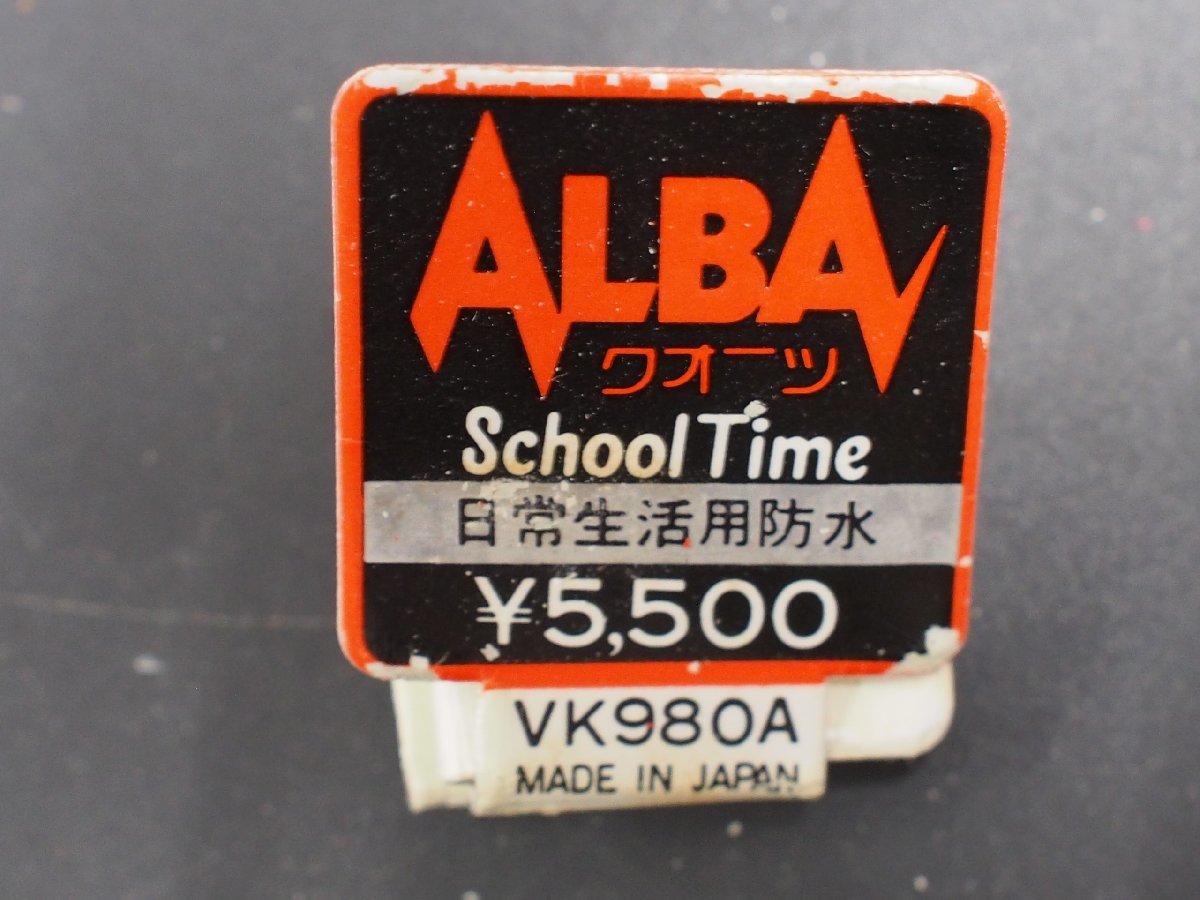 ALBA
クオーツ
School Time
日常生活用防水
¥5,500
VK980A
MADE IN JAPAN